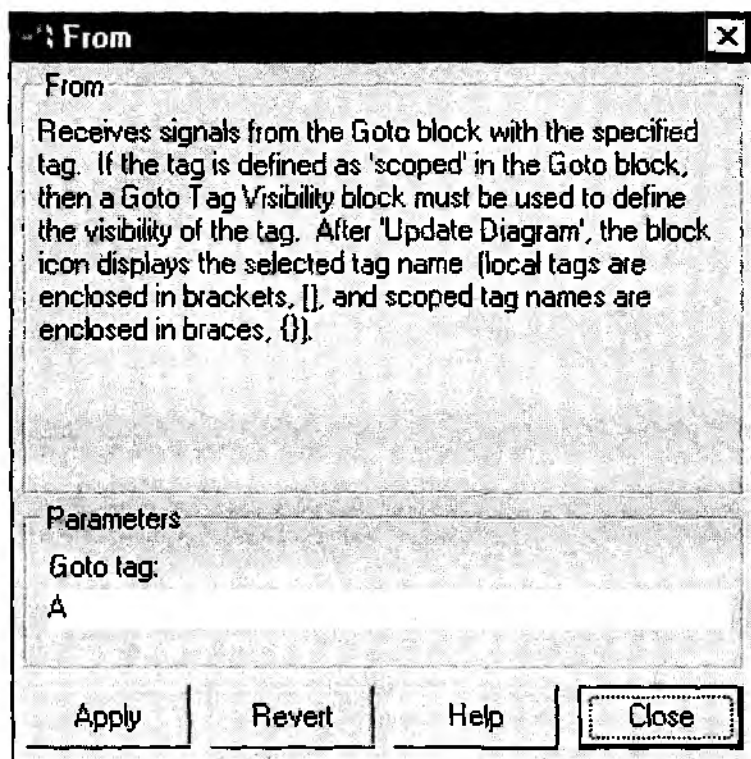 From
From
Receives signals from the Goto block with the specified
tag. If the tag is defined as 'scoped' in the Goto block,
then a Goto Tag Visibility block must be used to define
the visibility of the tag. After 'Update Diagram', the block
icon displays the selected tag name (local tags are
enclosed in brackets, [], and scoped tag names are
enclosed in braces, {}).
Parameters
Goto tag:
A
Apply Revert Help Close